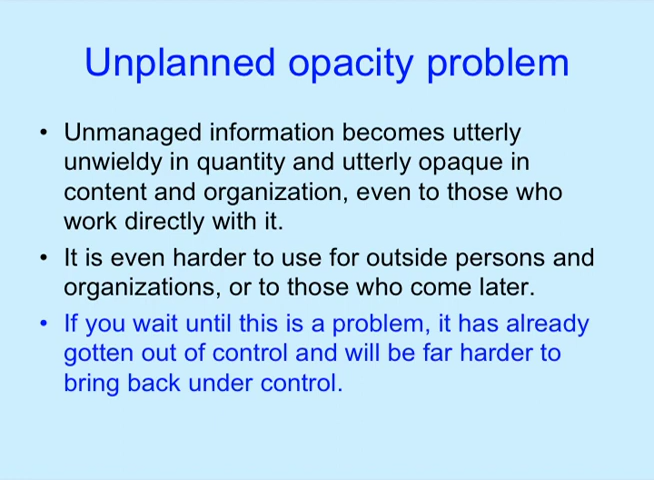 Unplanned opacity problem
• Unmanaged information becomes utterly
unwieldy in quantity and utterly opaque in
content and organization, even to those who
work directly with it.
• It is even harder to use for outside persons and
organizations, or to those who come later.
• If you wait until this is a problem, it has already
gotten out of control and will be far harder to
bring back under control.